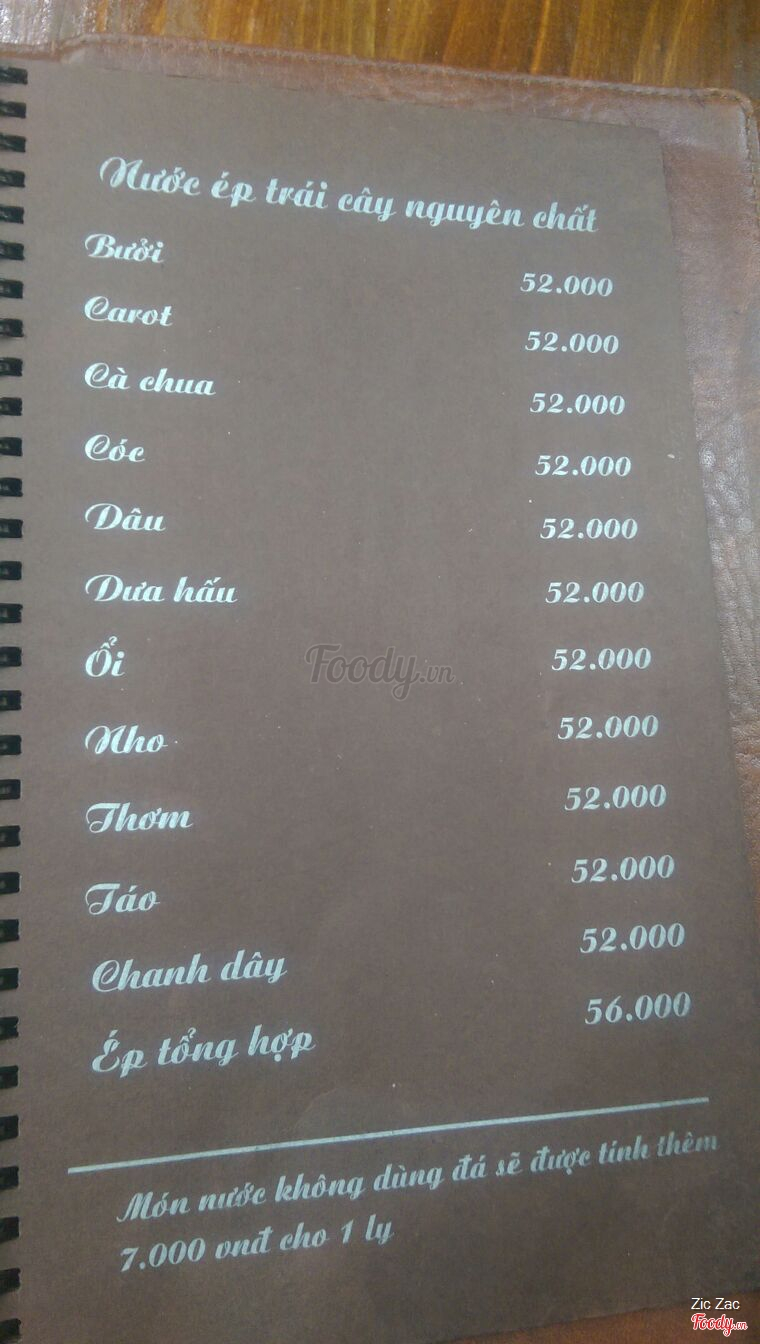 Nước ép trái cây nguyên chất
Bưởi 52.000
Carot 52.000
Cà chua 52.000
Cóc 52.000
Dâu 52.000
Dưa hấu 52.000
Ổi 52.000
Nho 52.000
Thơm 52.000
Táo 52.000
Chanh dây 52.000
Ép tổng hợp 56.000
Món nước không dùng đá sẽ được tính thêm
7.000 vnđ cho 1 ly
Foody.vn
Zic Zac
Foody.vn